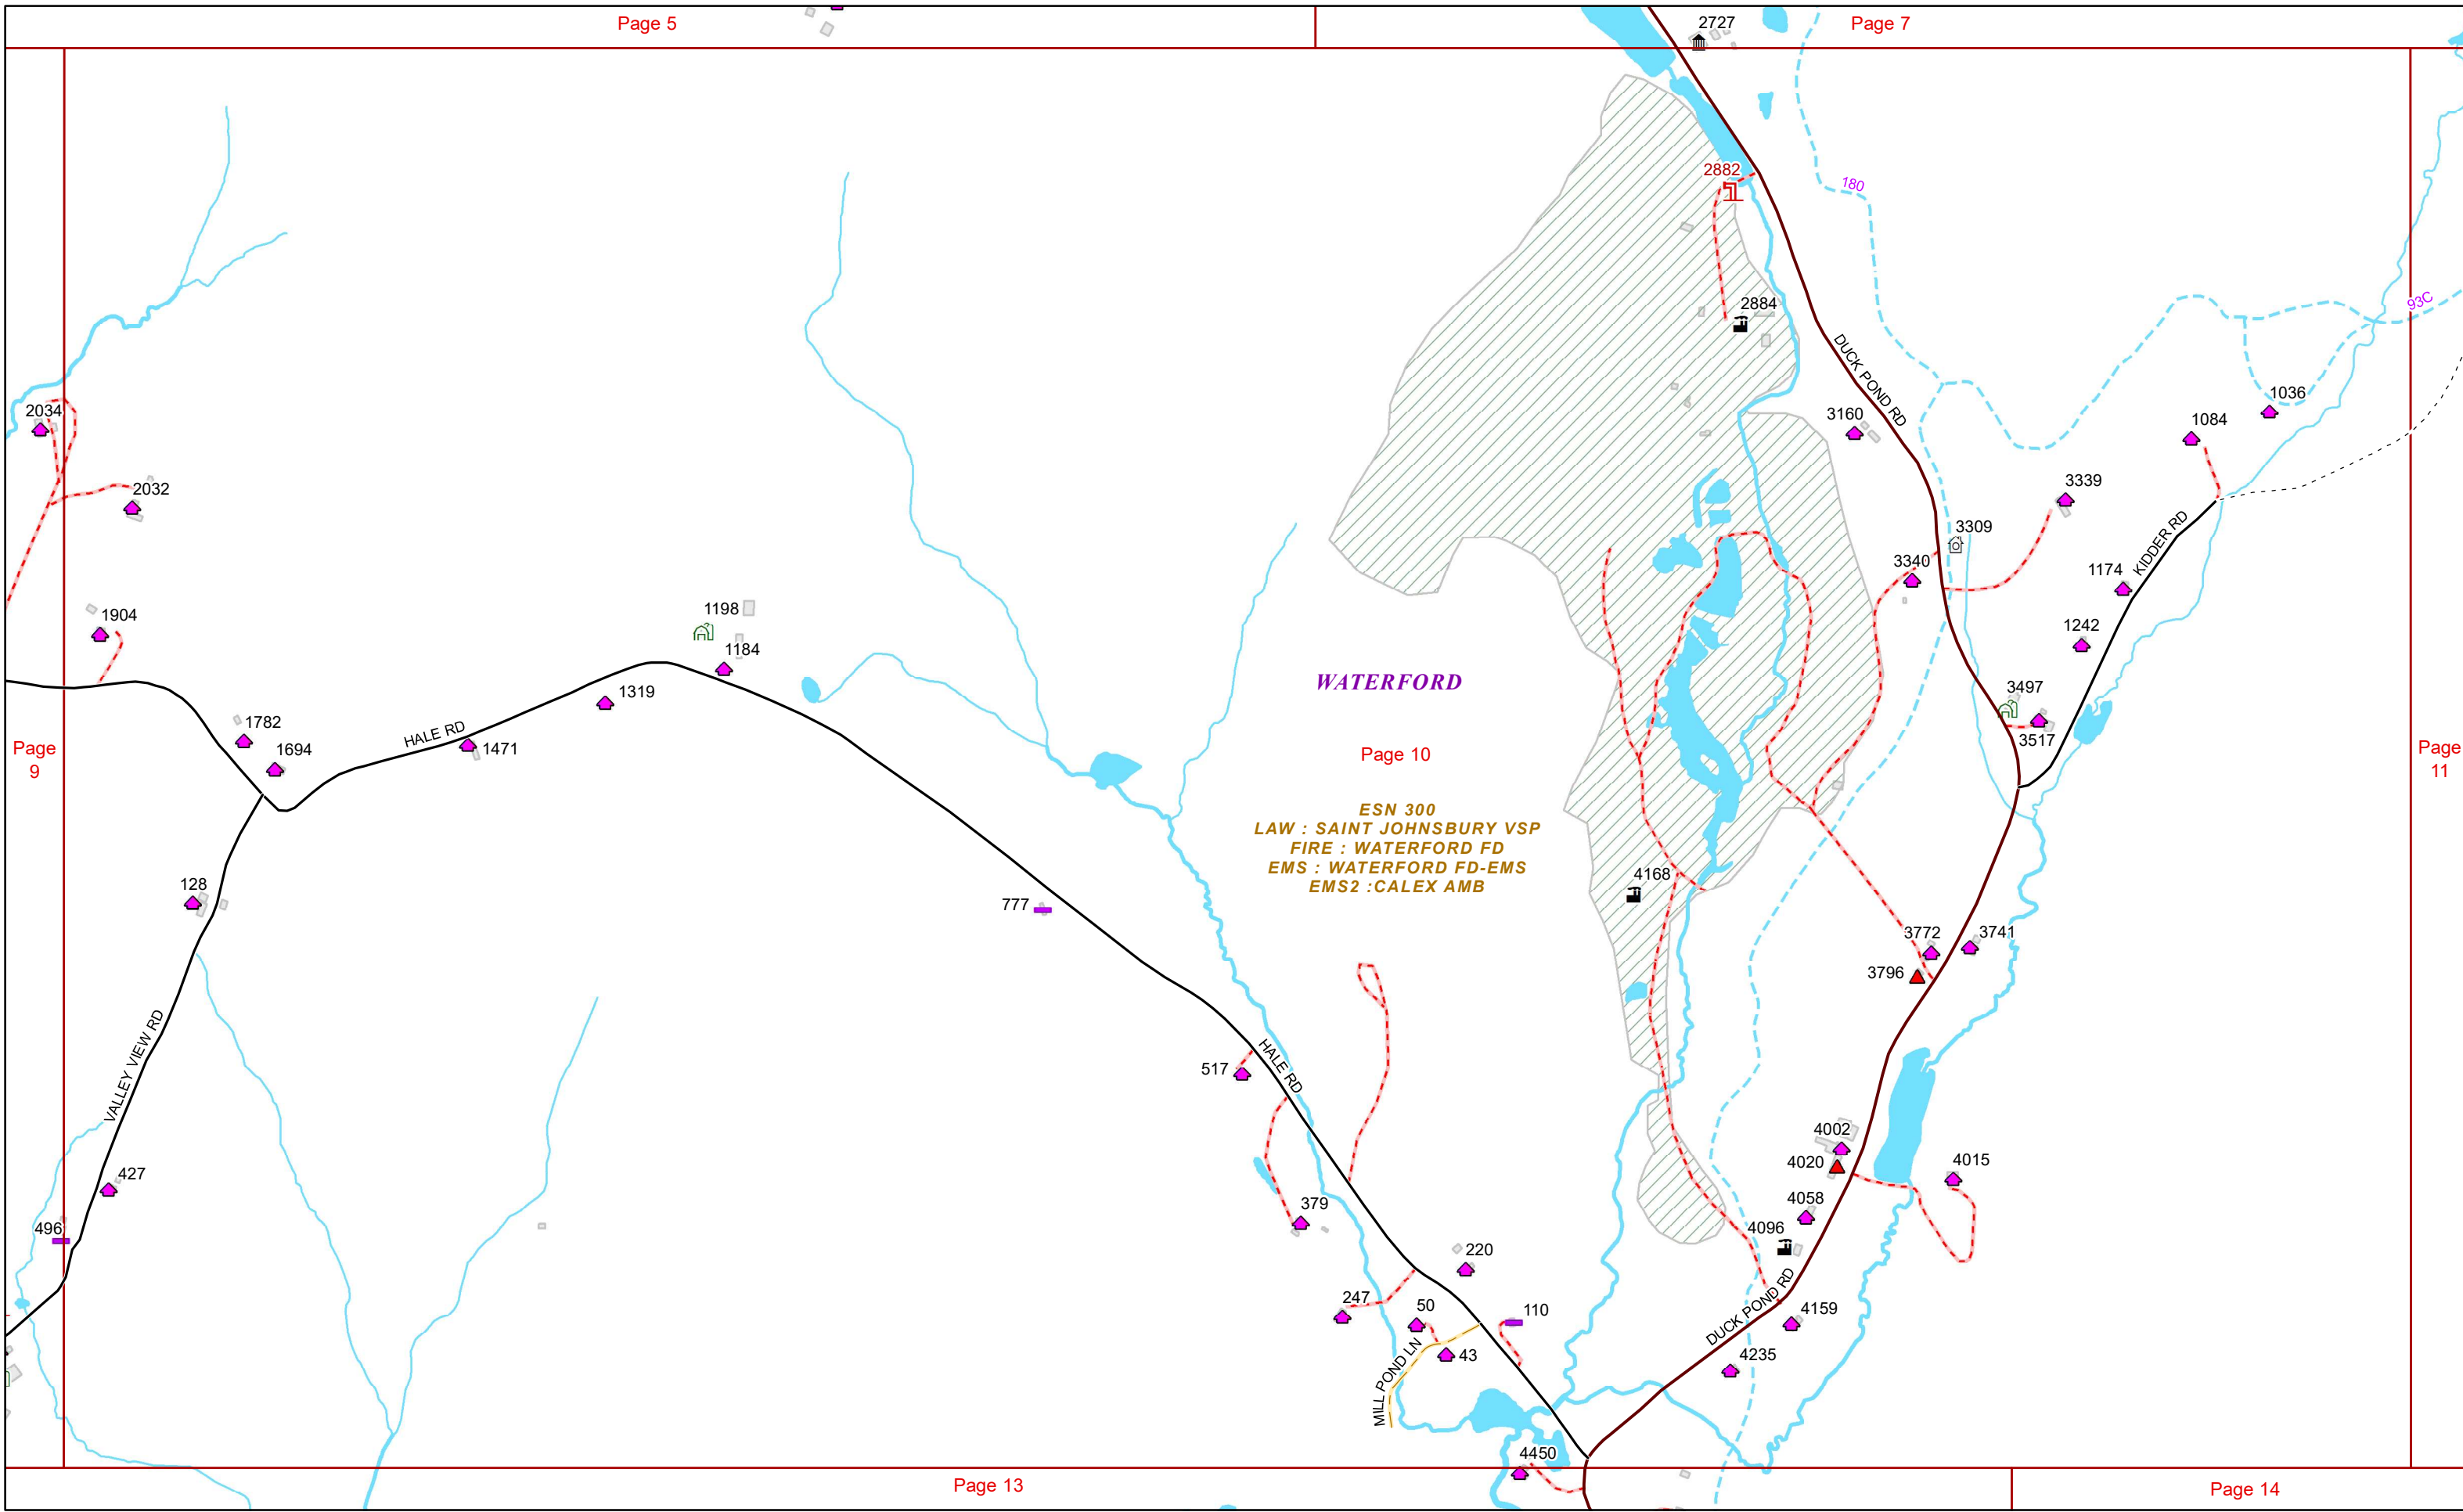 Page 5
Page 7
2727
2882
180
2884
93C
DUCK POND RD
2034
3160
1036
1084
2032
3339
3309
KIDDER RD
3340
1174
1904
1198
1242
1184
WATERFORD
1319
3497
1782
HALE RD
1471
1694
3517
Page
9
Page 10
Page
11
ESN 300
LAW : SAINT JOHNSBURY VSP
FIRE : WATERFORD FD
EMS : WATERFORD FD-EMS
EMS2 :CALEX AMB
128
4168
777
3772
3741
3796
VALLEY VIEW RD
517
HALE RD
4002
4020
4015
427
379
4058
496
4096
220
247
50
110
DUCK POND RD
4159
MILL POND LN
43
4235
4450
Page 13
Page 14